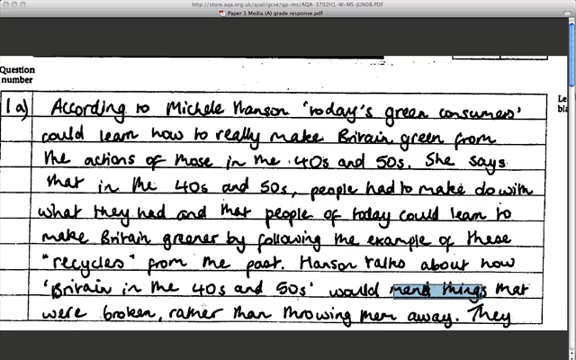 http://store.aqa.org.uk/qual/gcse/qp-ms/AQA-3702H1-W-MS-JUN08.PDF
Paper 1 Media (A) grade response.pdf
Question
number
Le
bla
1a) According to Michele Hanson 'today's green consumers'
could learn how to really make Britain green from
the actions of those in the 40s and 50s. She says
that in the 40s and 50s, people had to make do with
what they had and that people of today could learn to
make Britain greener by following the example of these
"recyclers" from the past. Hanson talks about how
'Britain in the 40s and 50s' would mend things that
were broken, rather than throwing them away. They